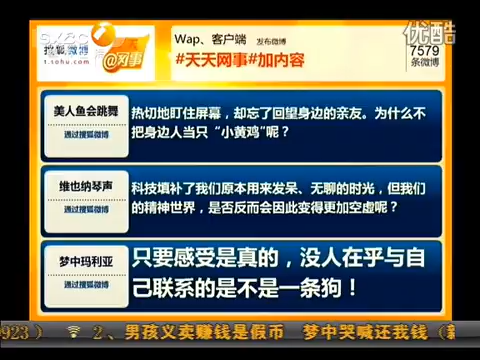 优酷
搜狐微博
t.sohu.com
@网事
Wap、客户端 发布微博
#天天网事#加内容
7579
条微博
美人鱼会跳舞
通过搜狐微博
热切地盯住屏幕，却忘了回望身边的亲友。为什么不
把身边人当只“小黄鸡”呢？
维也纳琴声
通过搜狐微博
科技填补了我们原本用来发呆、无聊的时光，但我们
的精神世界，是否反而会因此变得更加空虚呢？
梦中玛利亚
通过搜狐微博
只要感受是真的，没人在乎与自
己联系的是不是一条狗！
0923） 2、男孩义卖赚钱是假币 梦中哭喊还我钱（